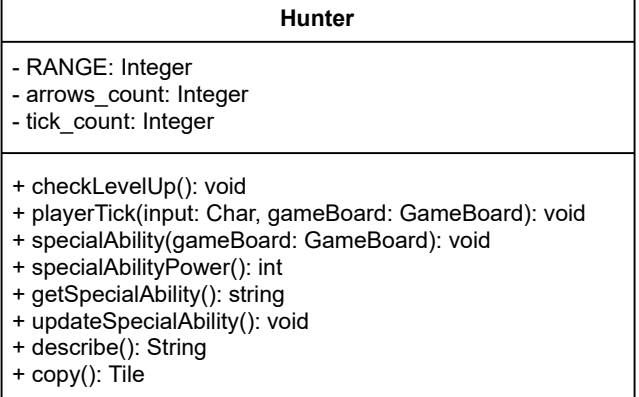 Hunter
- RANGE: Integer
- arrows_count: Integer
- tick_count: Integer
+ checkLevelUp(): void
+ playerTick(input: Char, gameBoard: GameBoard): void
+ specialAbility(gameBoard: GameBoard): void
+ specialAbilityPower(): int
+ getSpecialAbility(): string
+ updateSpecialAbility(): void
+ describe(): String
+ copy(): Tile